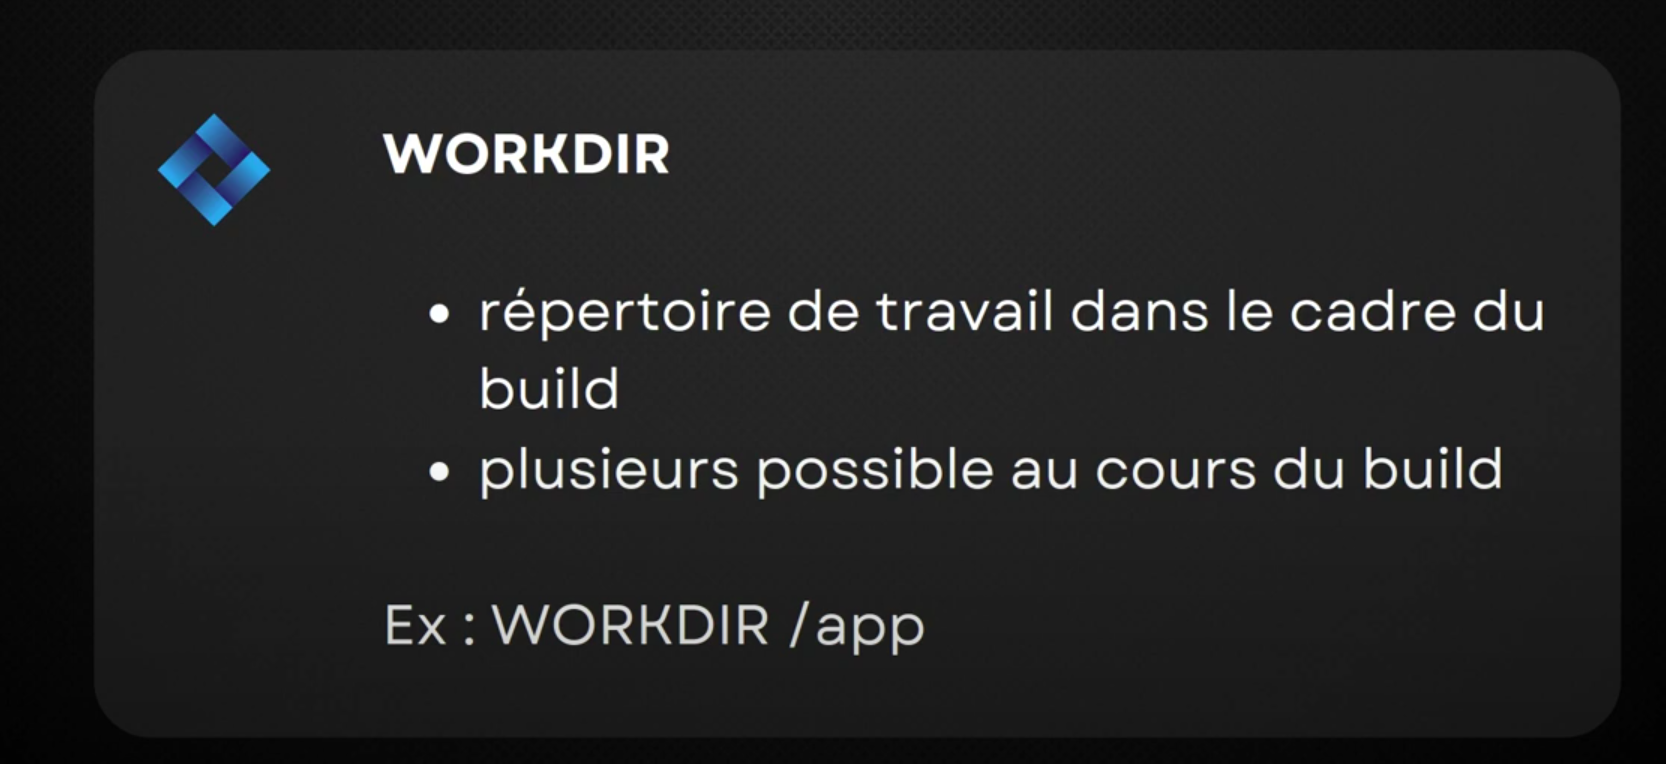 WORKDIR
• répertoire de travail dans le cadre du
build
• plusieurs possible au cours du build
Ex : WORKDIR /app